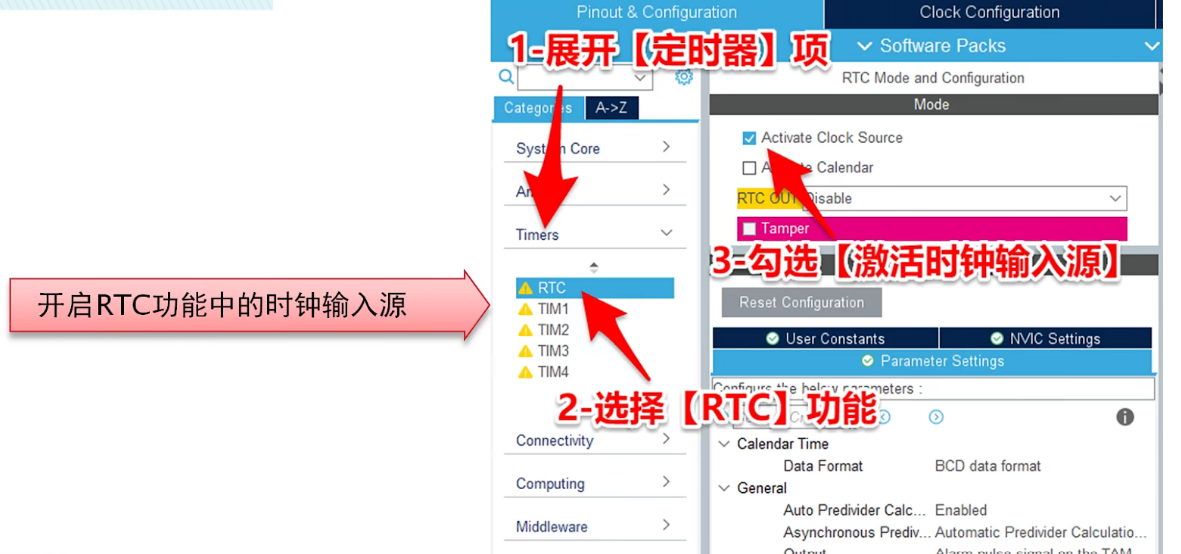 Pinout & Configuration
Clock Configuration
1-展开【定时器】项
Software Packs
RTC Mode and Configuration
Categories
A->Z
Mode
System Core
Activate Clock Source
Calendar
RTC OUT
Disable
Timers
Tamper
3-勾选【激活时钟输入源】
开启RTC功能中的时钟输入源
RTC
TIM1
TIM2
TIM3
TIM4
Reset Configuration
User Constants
NVIC Settings
Parameter Settings
2-选择【RTC】功能
Configure the below parameters :
Connectivity
Computing
Middleware
Calendar Time
Data Format
BCD data format
General
Auto Predivider Calc...
Enabled
Asynchronous Prediv...
Automatic Predivider Calculatio...
Output
Alarm pulse signal on the TAM